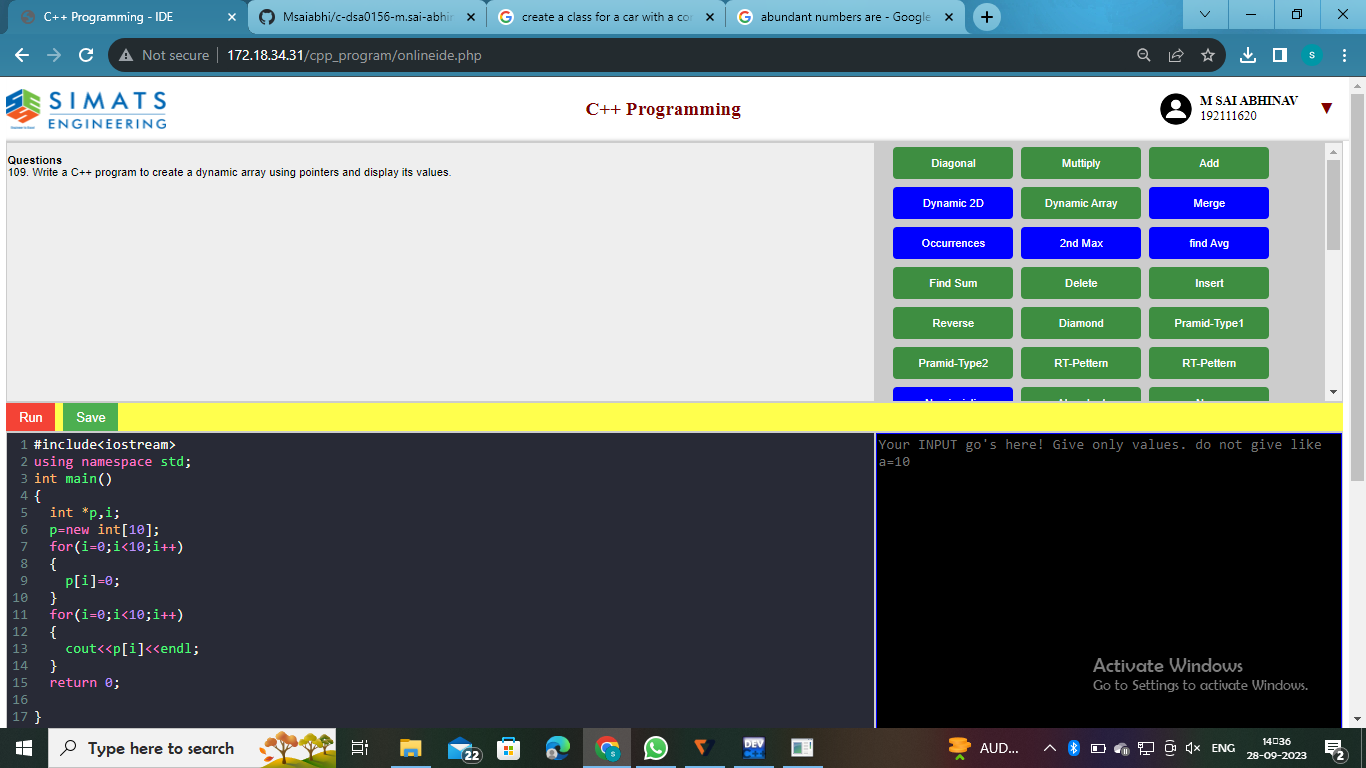 C++ Programming - IDE
Msaiabhi/c-dsa0156-m.sai-abhin
create a class for a car with a cor
abundant numbers are - Google
Not secure 172.18.34.31/cpp_program/onlineide.php
S
SIMATS
ENGINEERING
C++ Programming
M SAI ABHINAV
192111620
Questions
109. Write a C++ program to create a dynamic array using pointers and display its values.
Diagonal Muttiply Add
Dynamic 2D Dynamic Array Merge
Occurrences 2nd Max find Avg
Find Sum Delete Insert
Reverse Diamond Pramid-Type1
Pramid-Type2 RT-Pettern RT-Pettern
Run Save
1 #include<iostream>
2 using namespace std;
3 int main()
4 {
5 int *p,i;
6 p=new int[10];
7 for(i=0;i<10;i++)
8 {
9 p[i]=0;
10 }
11 for(i=0;i<10;i++)
12 {
13 cout<<p[i]<<endl;
14 }
15 return 0;
16
17 }
Your INPUT go's here! Give only values. do not give like
a=10
Activate Windows
Go to Settings to activate Windows.
Type here to search
22
DEV
AUD...
ENG
14:36
28-09-2023
2